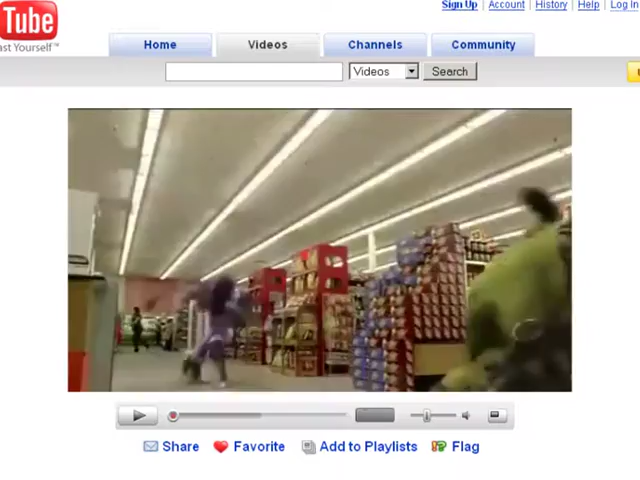 Sign Up | Account | History | Help | Log In
Tube
ast Yourself™
Home Videos Channels Community
Videos Search
Share Favorite Add to Playlists Flag